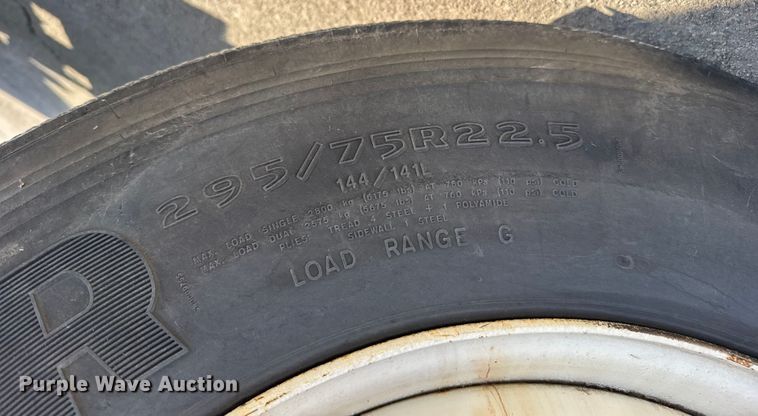 295/75R22.5
144/141L
MAX. LOAD SINGLE 2800 kg (6175 lbs) AT 760 kPa (110 psi) COLD
MAX. LOAD DUAL 2575 kg (5675 lbs) AT 760 kPa (110 psi) COLD
PLIES: TREAD 4 STEEL + 1 POLYAMIDE
SIDEWALL 1 STEEL
LOAD RANGE G
R
Purple Wave Auction®